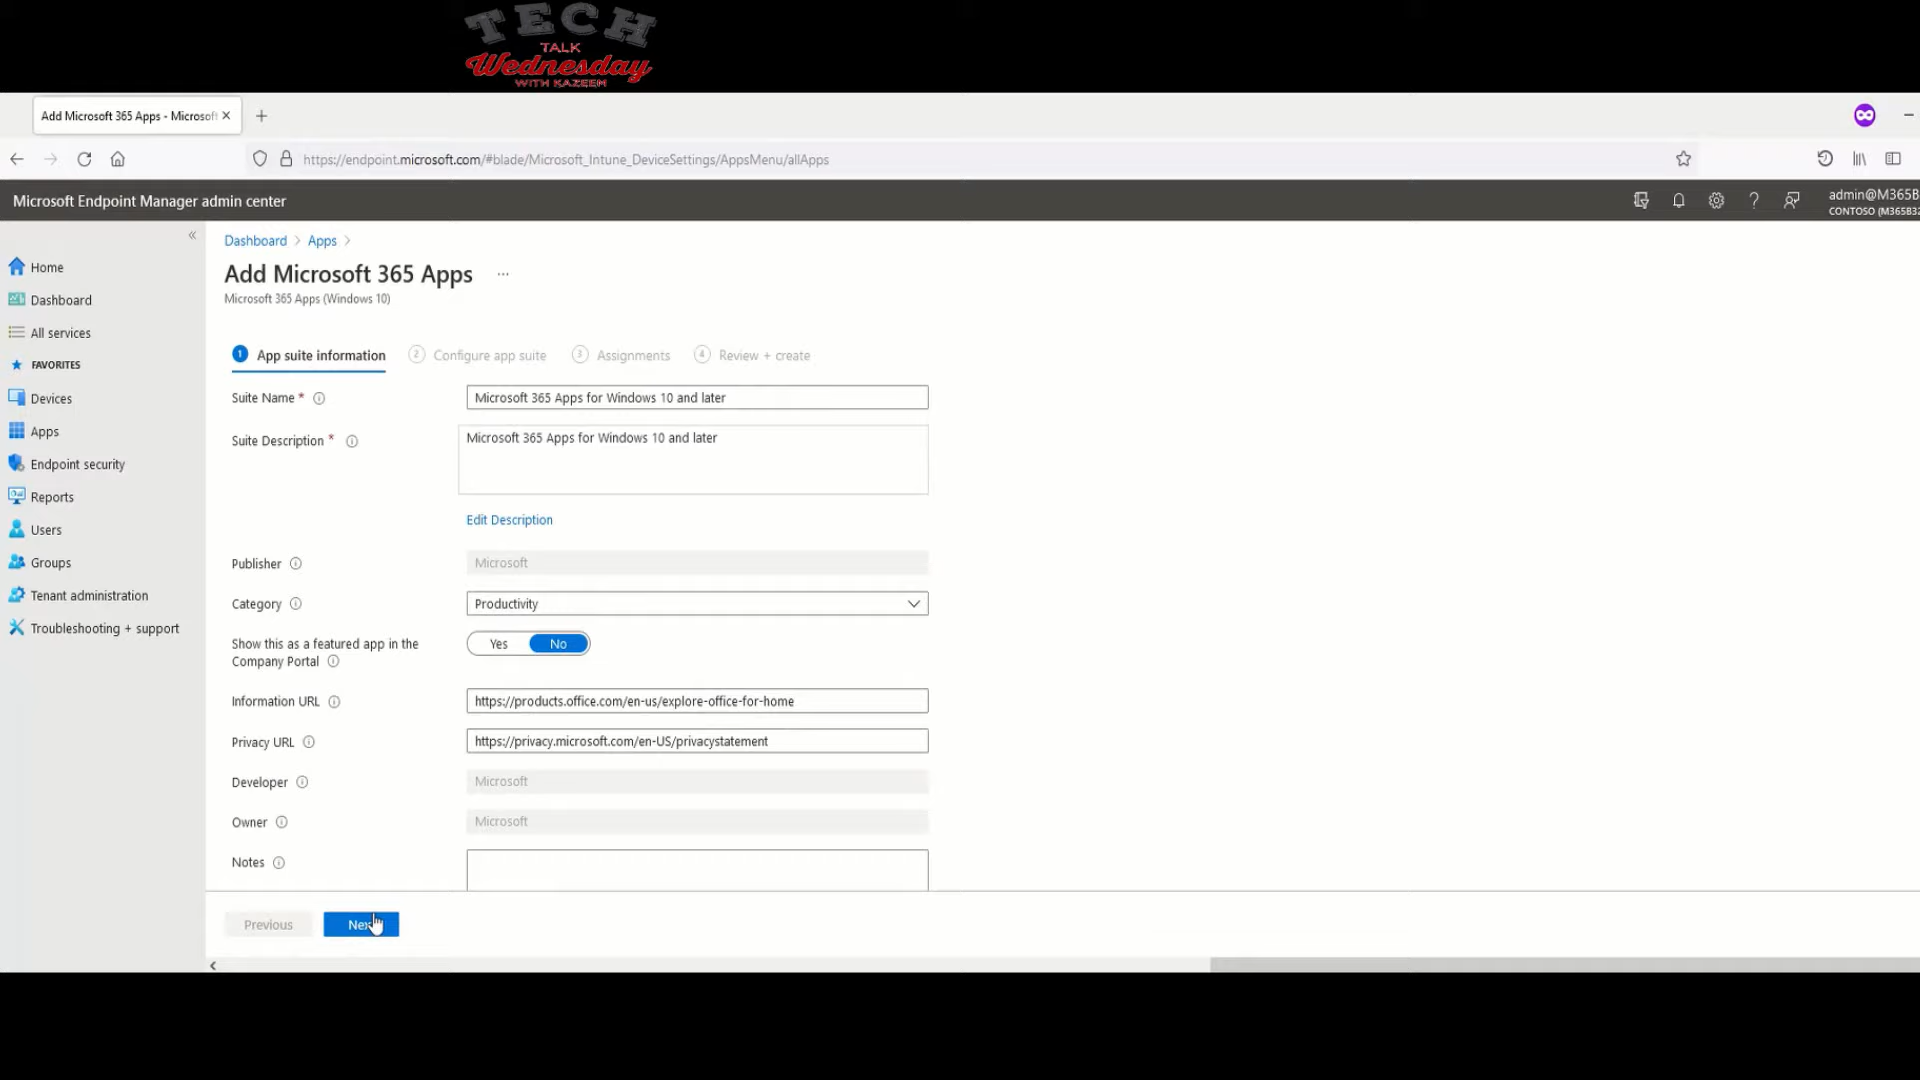 TECH
TALK
Wednesday
WITH KAZEEM
Add Microsoft 365 Apps - Microsoft
https://endpoint.microsoft.com/#blade/Microsoft_Intune_DeviceSettings/AppsMenu/allApps
Microsoft Endpoint Manager admin center
admin@M365B
CONTOSO (M365B32
Home
Dashboard
All services
FAVORITES
Devices
Apps
Endpoint security
Reports
Users
Groups
Tenant administration
Troubleshooting + support
Dashboard > Apps >
Add Microsoft 365 Apps ...
Microsoft 365 Apps (Windows 10)
1 App suite information 2 Configure app suite 3 Assignments 4 Review + create
Suite Name * Microsoft 365 Apps for Windows 10 and later
Suite Description * Microsoft 365 Apps for Windows 10 and later
Edit Description
Publisher Microsoft
Category Productivity
Show this as a featured app in the
Company Portal
Yes No
Information URL https://products.office.com/en-us/explore-office-for-home
Privacy URL https://privacy.microsoft.com/en-US/privacystatement
Developer Microsoft
Owner Microsoft
Notes
Previous